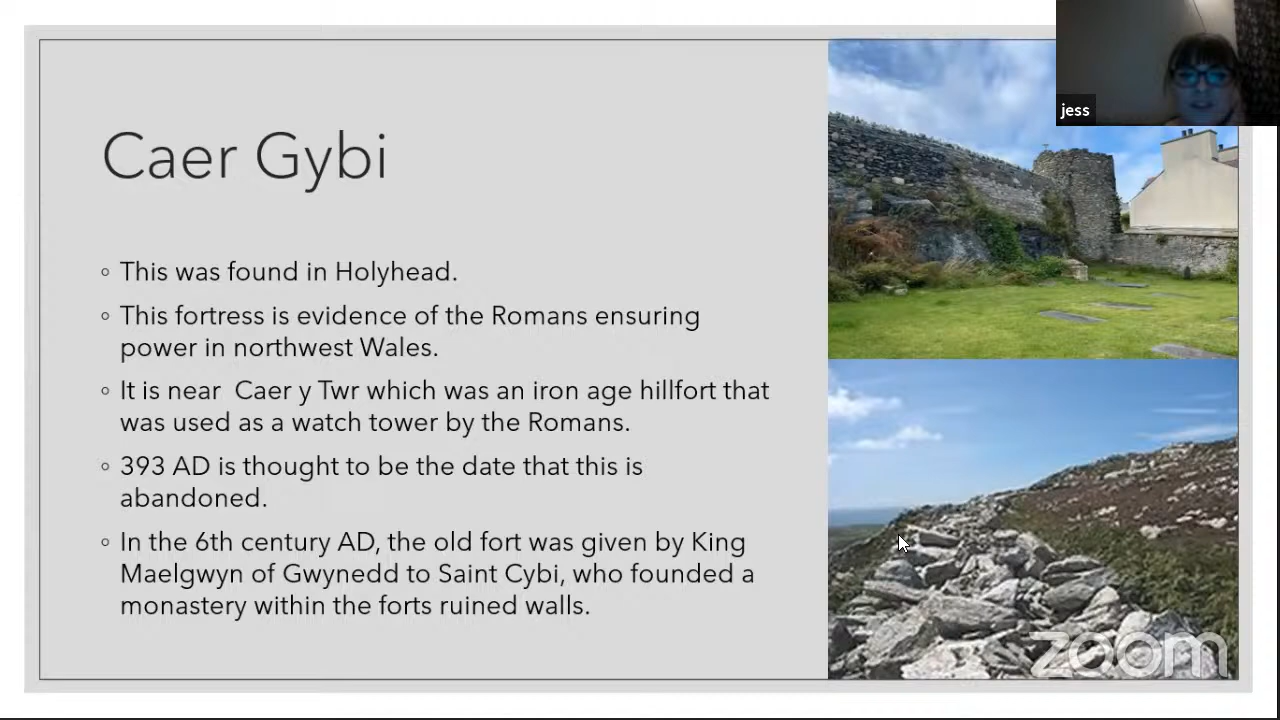 jess
Caer Gybi
◦ This was found in Holyhead.
◦ This fortress is evidence of the Romans ensuring
power in northwest Wales.
◦ It is near  Caer y Twr which was an iron age hillfort that
was used as a watch tower by the Romans.
◦ 393 AD is thought to be the date that this is
abandoned.
◦ In the 6th century AD, the old fort was given by King
Maelgwyn of Gwynedd to Saint Cybi, who founded a
monastery within the forts ruined walls.
zoom